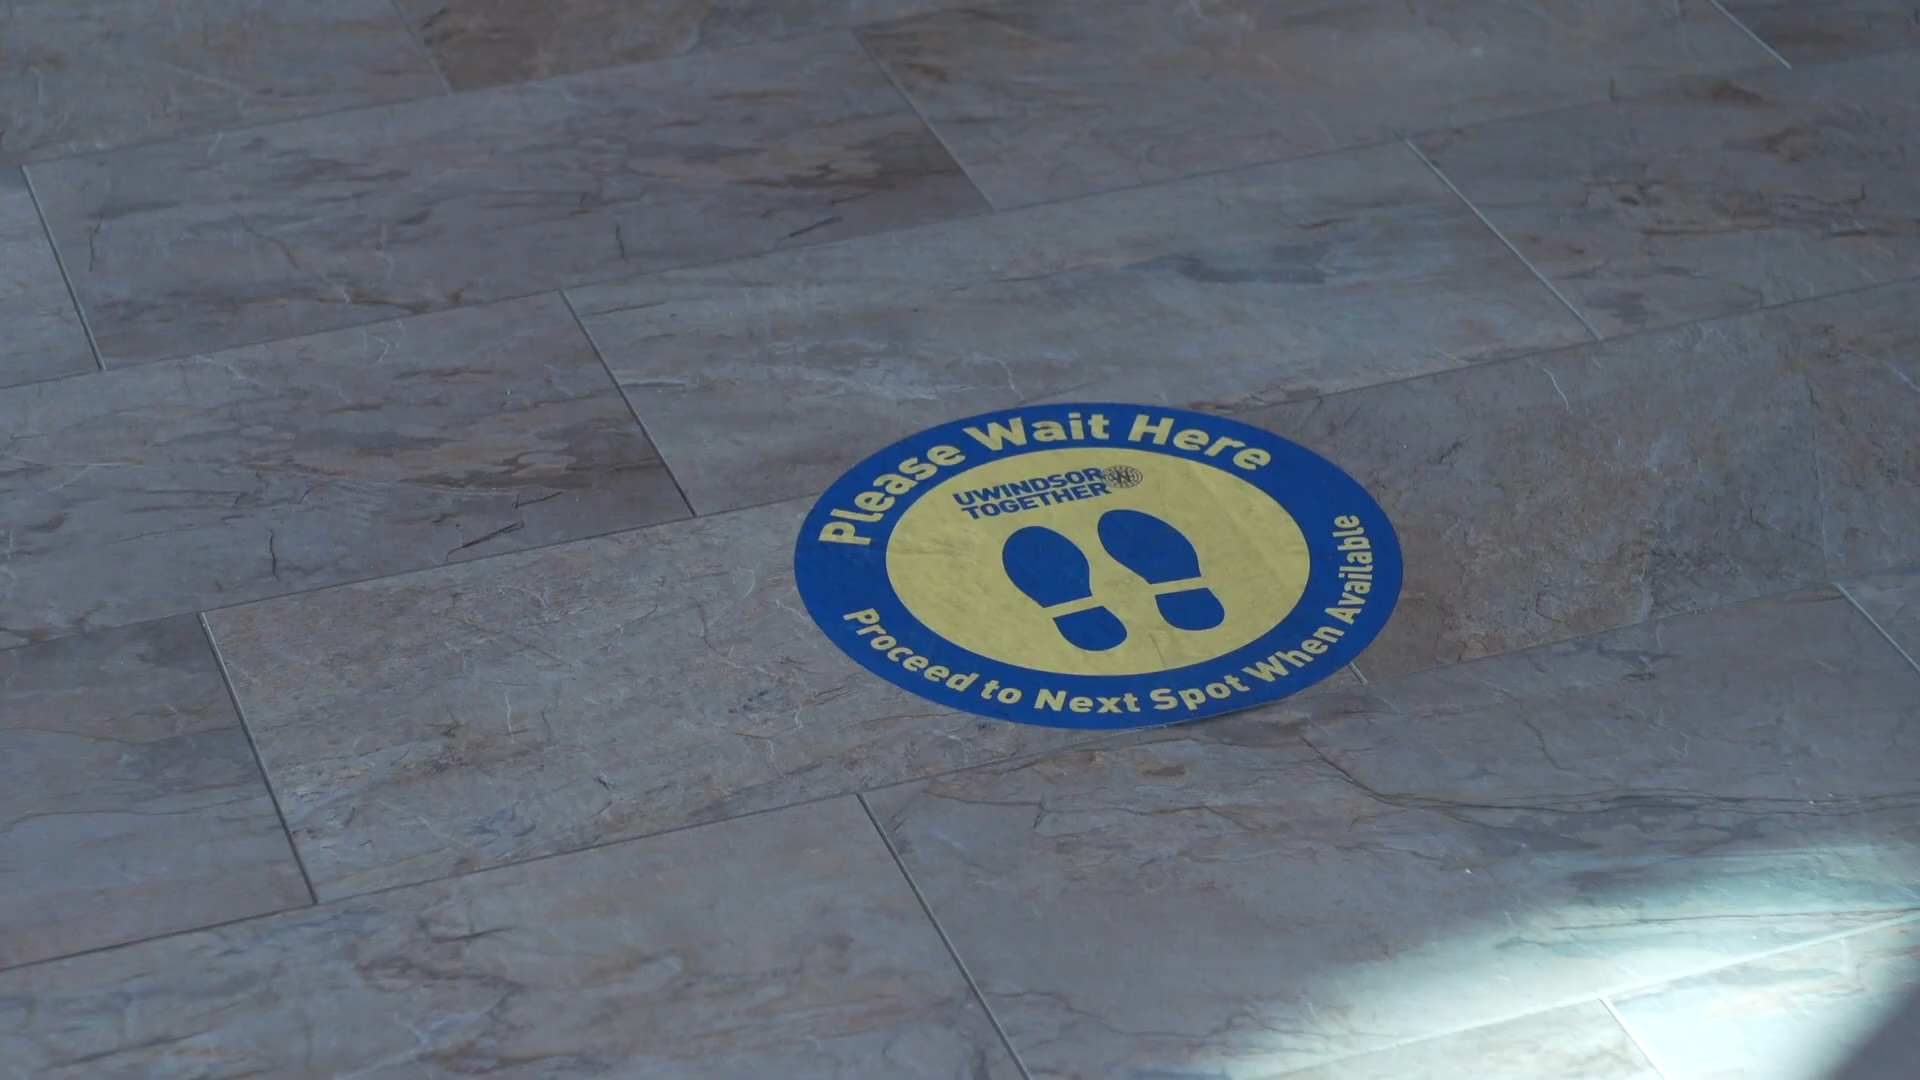 Please Wait Here
UWINDSOR
TOGETHER
Proceed to Next Spot When Available